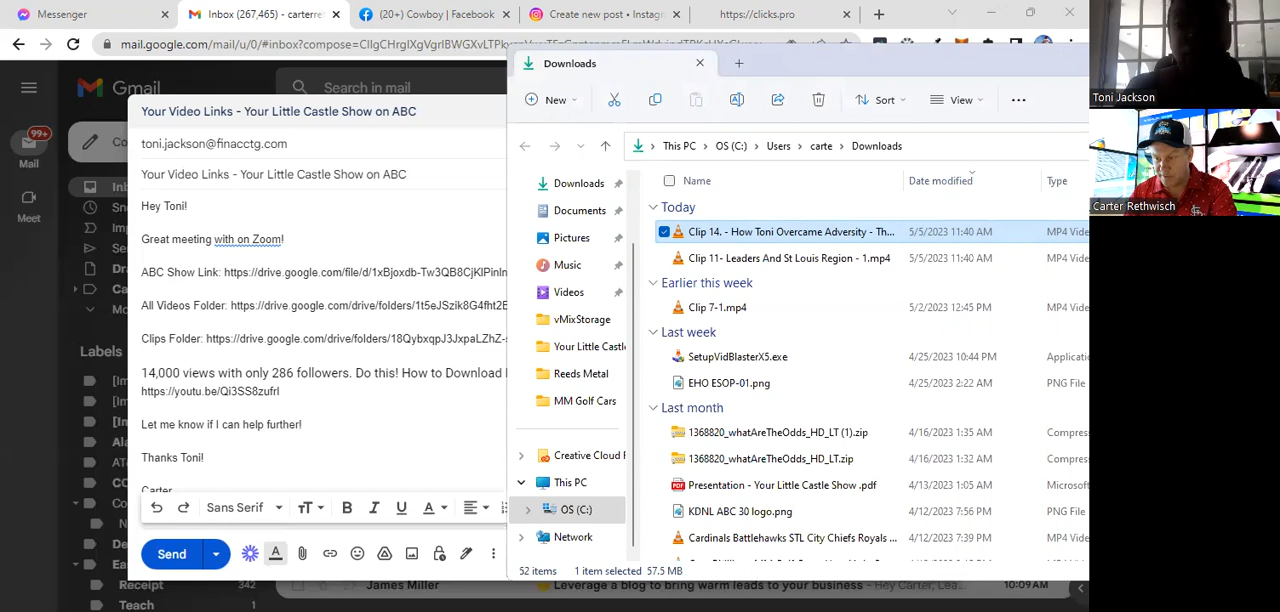 Messenger
Inbox (267,465) - carterre
(20+) Cowboy | Facebook
Create new post • Instag
https://clicks.pro
mail.google.com/mail/u/0/#inbox?compose=
Gmail
Search in mail
99+
Mail
Meet
Labels
Receipt 342
Teach 1
James Miller
Leverage a blog to bring warm leads to your business - Hey Carter, Lea
10:09 AM
Your Video Links - Your Little Castle Show on ABC
toni.jackson@finacctg.com
Your Video Links - Your Little Castle Show on ABC
Hey Toni!
Great meeting with on Zoom!
ABC Show Link: https://drive.google.com/file/d/
All Videos Folder: https://drive.google.com/drive/folders/
Clips Folder: https://drive.google.com/drive/folders/
14,000 views with only 286 followers. Do this! How to Download
https://youtu.be/Qi3SS8zufrI
Let me know if I can help further!
Thanks Toni!
Carter
Sans Serif
Send
Downloads
New
Sort
View
This PC > OS (C:) > Users > carte > Downloads
Downloads
Documents
Pictures
Music
Videos
vMixStorage
Your Little Castl
Reeds Metal
MM Golf Cars
Creative Cloud F
This PC
OS (C:)
Network
Name Date modified Type
Today
Clip 14. - How Toni Overcame Adversity - Th... 5/5/2023 11:40 AM MP4 Vide
Clip 11- Leaders And St Louis Region - 1.mp4 5/5/2023 11:40 AM MP4 Vide
Earlier this week
Clip 7-1.mp4 5/2/2023 12:45 PM MP4 Vide
Last week
SetupVidBlasterX5.exe 4/25/2023 10:44 PM Applicatio
EHO ESOP-01.png 4/25/2023 2:22 AM PNG File
Last month
1368820_whatAreTheOdds_HD_LT (1).zip 4/16/2023 1:35 AM Compress
1368820_whatAreTheOdds_HD_LT.zip 4/16/2023 1:32 AM Compress
Presentation - Your Little Castle Show .pdf 4/13/2023 1:05 AM Microsof
KDNL ABC 30 logo.png 4/12/2023 7:56 PM PNG File
Cardinals Battlehawks STL City Chiefs Royals ... 4/12/2023 7:39 PM Compress
52 items 1 item selected 57.5 MB
Toni Jackson
Carter Rethwisch